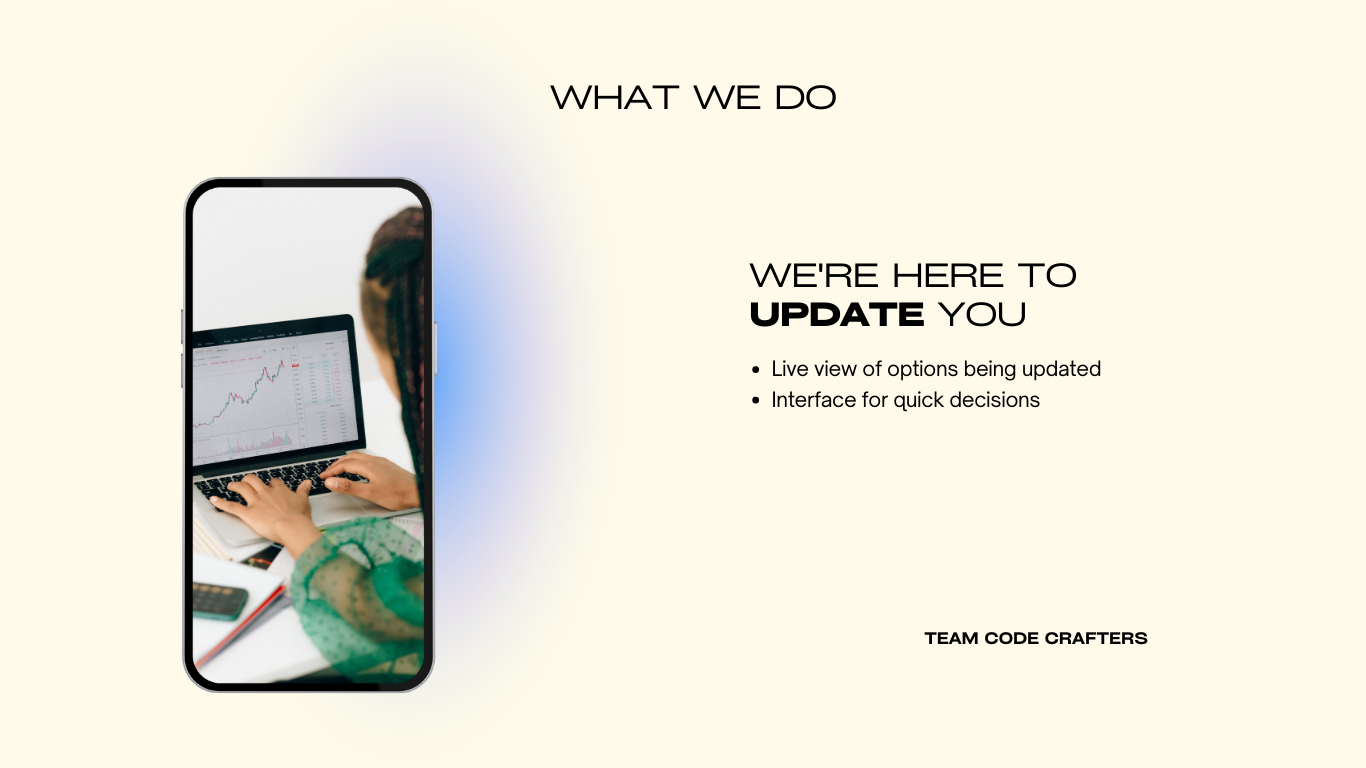 WHAT WE DO
WE'RE HERE TO
UPDATE YOU
• Live view of options being updated
• Interface for quick decisions
TEAM CODE CRAFTERS